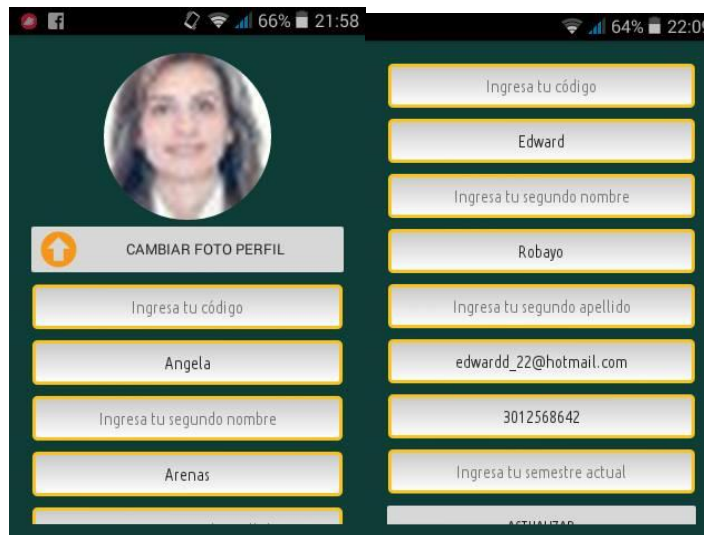 66% 21:58
CAMBIAR FOTO PERFIL
Ingresa tu código
Angela
Ingresa tu segundo nombre
Arenas
64% 22:09
Ingresa tu código
Edward
Ingresa tu segundo nombre
Robayo
Ingresa tu segundo apellido
edwardd_22@hotmail.com
3012568642
Ingresa tu semestre actual
ACTUALIZAR